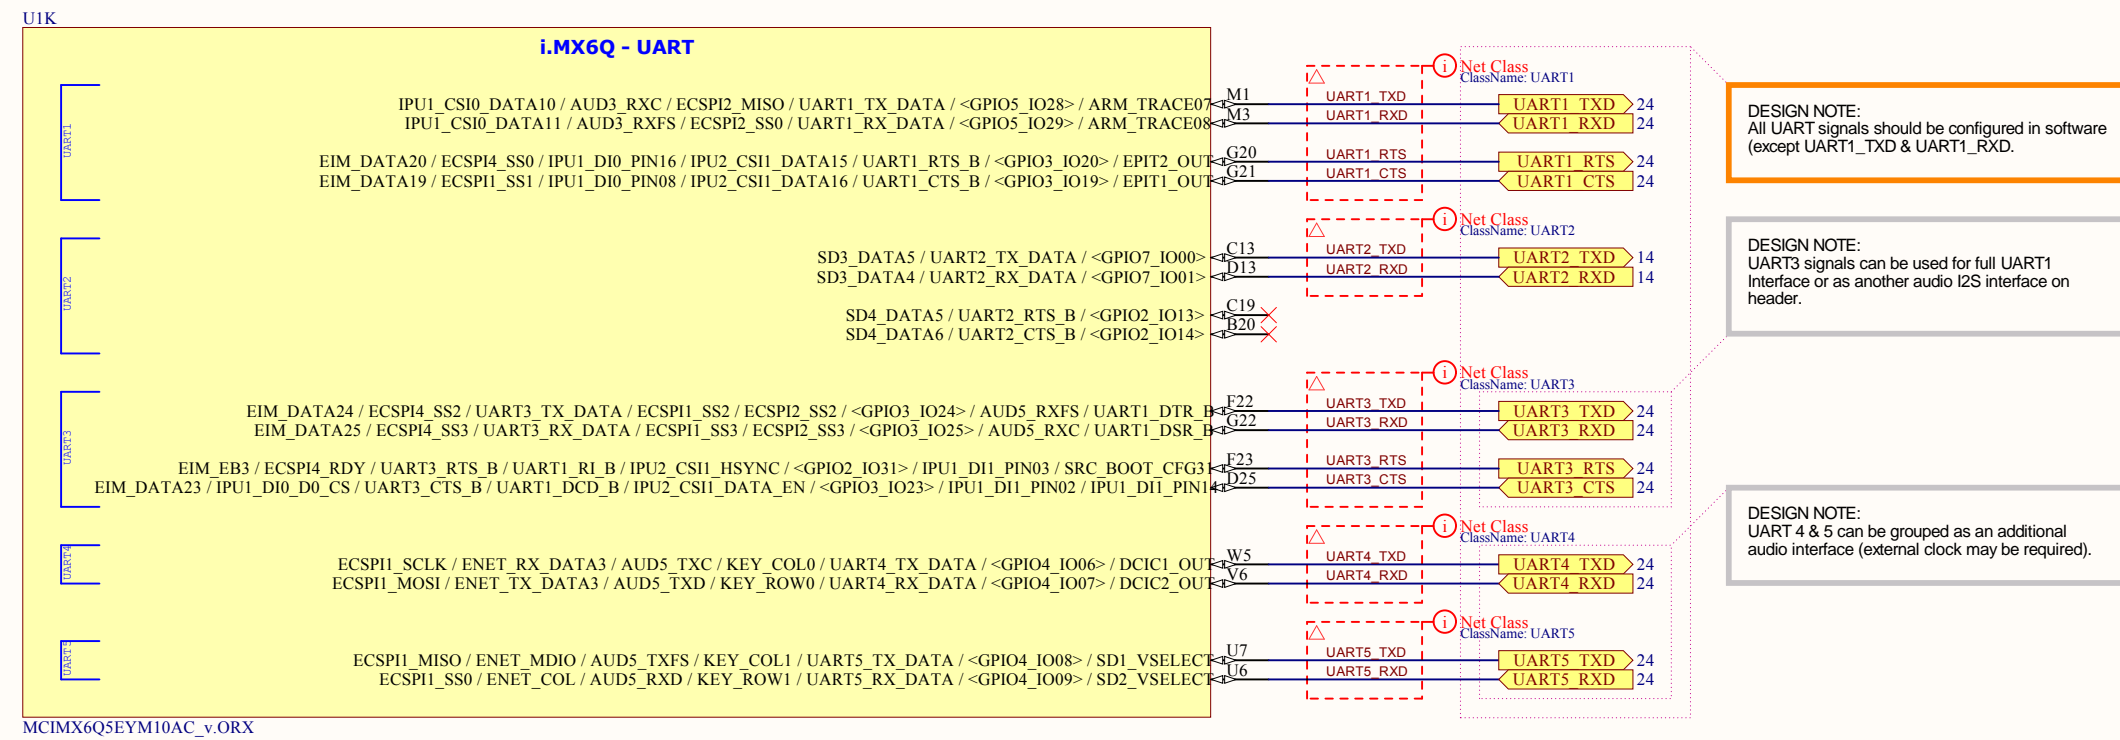 U1K
i.MX6Q - UART
UART1
IPU1_CSI0_DATA10 / AUD3_RXC / ECSPI2_MISO / UART1_TX_DATA / <GPIO5_IO28> / ARM_TRACE07
IPU1_CSI0_DATA11 / AUD3_RXFS / ECSPI2_SS0 / UART1_RX_DATA / <GPIO5_IO29> / ARM_TRACE08
EIM_DATA20 / ECSPI4_SS0 / IPU1_DI0_PIN16 / IPU2_CSI1_DATA15 / UART1_RTS_B / <GPIO3_IO20> / EPIT2_OUT
EIM_DATA19 / ECSPI1_SS1 / IPU1_DI0_PIN08 / IPU2_CSI1_DATA16 / UART1_CTS_B / <GPIO3_IO19> / EPIT1_OUT
M1
M3
G20
G21
Net Class
ClassName: UART1
UART1_TXD
UART1_RXD
UART1_RTS
UART1_CTS
UART1_TXD 24
UART1_RXD 24
UART1_RTS 24
UART1_CTS 24
UART2
SD3_DATA5 / UART2_TX_DATA / <GPIO7_IO00>
SD3_DATA4 / UART2_RX_DATA / <GPIO7_IO01>
SD4_DATA5 / UART2_RTS_B / <GPIO2_IO13>
SD4_DATA6 / UART2_CTS_B / <GPIO2_IO14>
C13
D13
C19
B20
Net Class
ClassName: UART2
UART2_TXD
UART2_RXD
UART2_TXD 14
UART2_RXD 14
UART3
EIM_DATA24 / ECSPI4_SS2 / UART3_TX_DATA / ECSPI1_SS2 / ECSPI2_SS2 / <GPIO3_IO24> / AUD5_RXFS / UART1_DTR_B
EIM_DATA25 / ECSPI4_SS3 / UART3_RX_DATA / ECSPI1_SS3 / ECSPI2_SS3 / <GPIO3_IO25> / AUD5_RXC / UART1_DSR_B
EIM_EB3 / ECSPI4_RDY / UART3_RTS_B / UART1_RI_B / IPU2_CSI1_HSYNC / <GPIO2_IO31> / IPU1_DI1_PIN03 / SRC_BOOT_CFG31
EIM_DATA23 / IPU1_DI0_D0_CS / UART3_CTS_B / UART1_DCD_B / IPU2_CSI1_DATA_EN / <GPIO3_IO23> / IPU1_DI1_PIN02 / IPU1_DI1_PIN14
F22
G22
F23
D25
Net Class
ClassName: UART3
UART3_TXD
UART3_RXD
UART3_RTS
UART3_CTS
UART3_TXD 24
UART3_RXD 24
UART3_RTS 24
UART3_CTS 24
UART4
ECSPI1_SCLK / ENET_RX_DATA3 / AUD5_TXC / KEY_COL0 / UART4_TX_DATA / <GPIO4_IO06> / DCIC1_OUT
ECSPI1_MOSI / ENET_TX_DATA3 / AUD5_TXD / KEY_ROW0 / UART4_RX_DATA / <GPIO4_IO07> / DCIC2_OUT
W5
V6
Net Class
ClassName: UART4
UART4_TXD
UART4_RXD
UART4_TXD 24
UART4_RXD 24
UART5
ECSPI1_MISO / ENET_MDIO / AUD5_TXFS / KEY_COL1 / UART5_TX_DATA / <GPIO4_IO08> / SD1_VSELECT
ECSPI1_SS0 / ENET_COL / AUD5_RXD / KEY_ROW1 / UART5_RX_DATA / <GPIO4_IO09> / SD2_VSELECT
U7
U6
Net Class
ClassName: UART5
UART5_TXD
UART5_RXD
UART5_TXD 24
UART5_RXD 24
MCIMX6Q5EYM10AC_v.ORX
DESIGN NOTE:
All UART signals should be configured in software
(except UART1_TXD & UART1_RXD.
DESIGN NOTE:
UART3 signals can be used for full UART1
Interface or as another audio I2S interface on
header.
DESIGN NOTE:
UART 4 & 5 can be grouped as an additional
audio interface (external clock may be required).